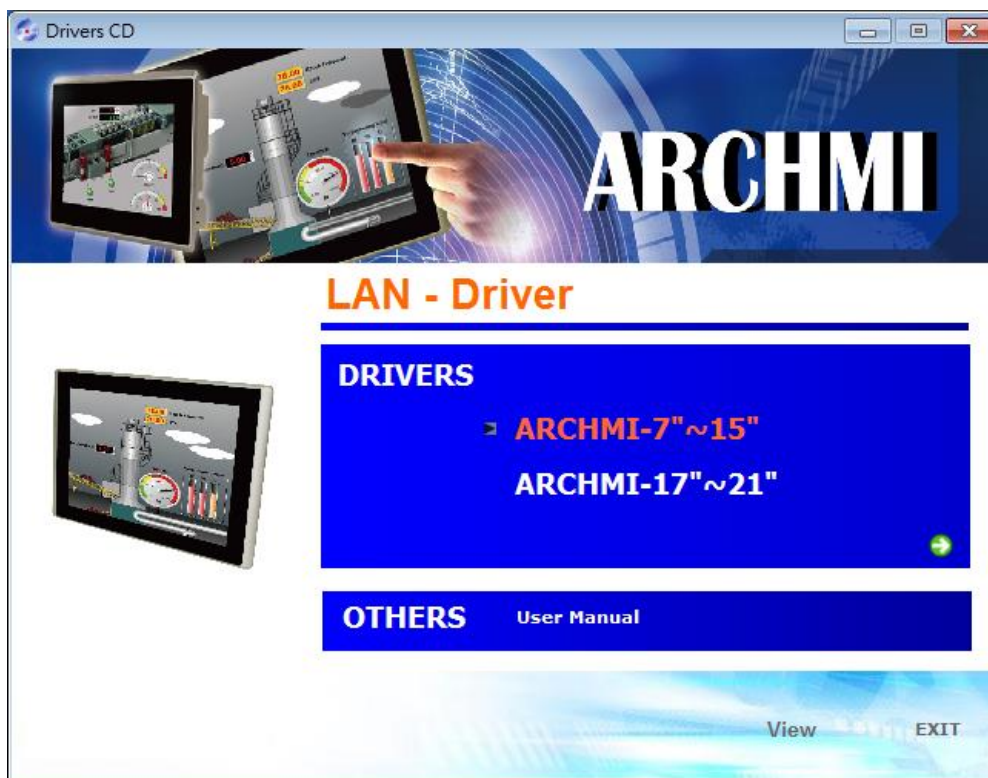 Drivers CD
ARCHMI
LAN - Driver
DRIVERS
ARCHMI-7"~15"
ARCHMI-17"~21"
OTHERS
User Manual
View
EXIT